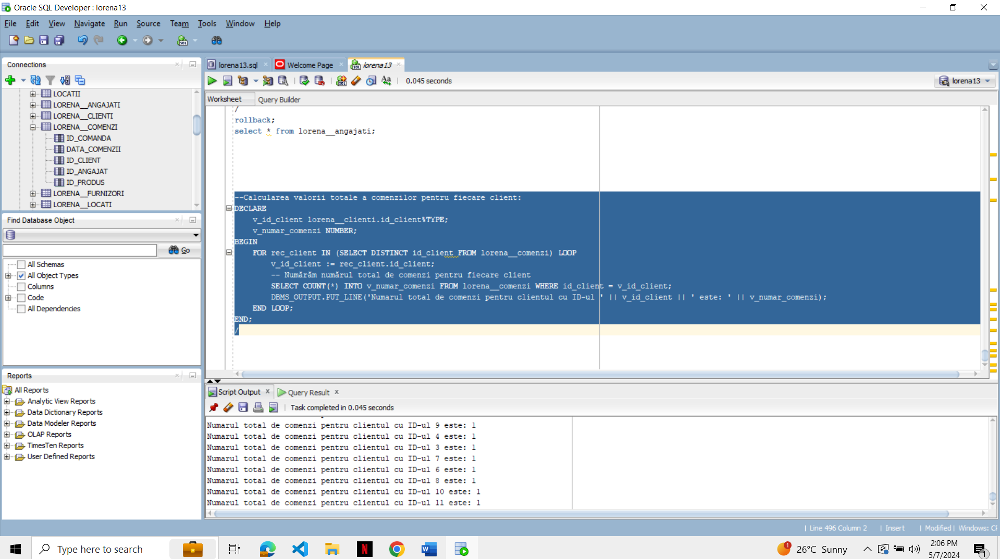 Oracle SQL Developer : lorena13
File Edit View Navigate Run Source Team Tools Window Help
Connections
LOCATII
LORENA__ANGAJATI
LORENA__CLIENTI
LORENA__COMENZI
ID_COMANDA
DATA_COMENZII
ID_CLIENT
ID_ANGAJAT
ID_PRODUS
LORENA__FURNIZORI
LORENA__LOCATI
Find Database Object
Go
All Schemas
All Object Types
Columns
Code
All Dependencies
Reports
All Reports
Analytic View Reports
Data Dictionary Reports
Data Modeler Reports
OLAP Reports
TimesTen Reports
User Defined Reports
lorena13.sql Welcome Page lorena13
0.045 seconds
lorena13
Worksheet Query Builder
/
rollback;
select * from lorena__angajati;
--Calcularea valorii totale a comenzilor pentru fiecare client:
DECLARE
v_id_client lorena__clienti.id_client%TYPE;
v_numar_comenzi NUMBER;
BEGIN
FOR rec_client IN (SELECT DISTINCT id_client FROM lorena__comenzi) LOOP
v_id_client := rec_client.id_client;
-- Numărăm numărul total de comenzi pentru fiecare client
SELECT COUNT(*) INTO v_numar_comenzi FROM lorena__comenzi WHERE id_client = v_id_client;
DBMS_OUTPUT.PUT_LINE('Numarul total de comenzi pentru clientul cu ID-ul ' || v_id_client || ' este: ' || v_numar_comenzi);
END LOOP;
END;
/
Script Output Query Result
Task completed in 0.045 seconds
Numarul total de comenzi pentru clientul cu ID-ul 9 este: 1
Numarul total de comenzi pentru clientul cu ID-ul 4 este: 1
Numarul total de comenzi pentru clientul cu ID-ul 3 este: 1
Numarul total de comenzi pentru clientul cu ID-ul 7 este: 1
Numarul total de comenzi pentru clientul cu ID-ul 6 este: 1
Numarul total de comenzi pentru clientul cu ID-ul 8 este: 1
Numarul total de comenzi pentru clientul cu ID-ul 10 este: 1
Numarul total de comenzi pentru clientul cu ID-ul 11 este: 1
| Line 496 Column 2 | Insert | Modified | Windows: CF
Type here to search
26°C Sunny
2:06 PM
5/7/2024